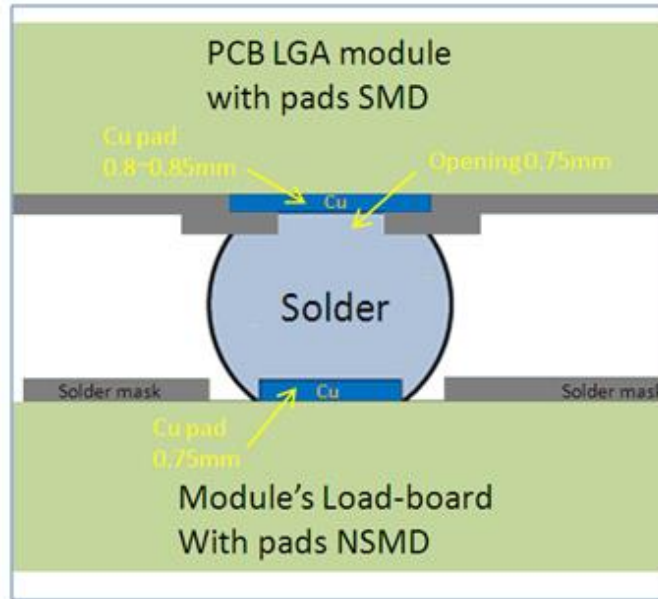 PCB LGA module
with pads SMD
Cu pad
0.8~0.85mm
Opening 0.75mm
Cu
Solder
Solder mask
Cu
Solder mask
Cu pad
0.75mm
Module's Load-board
With pads NSMD